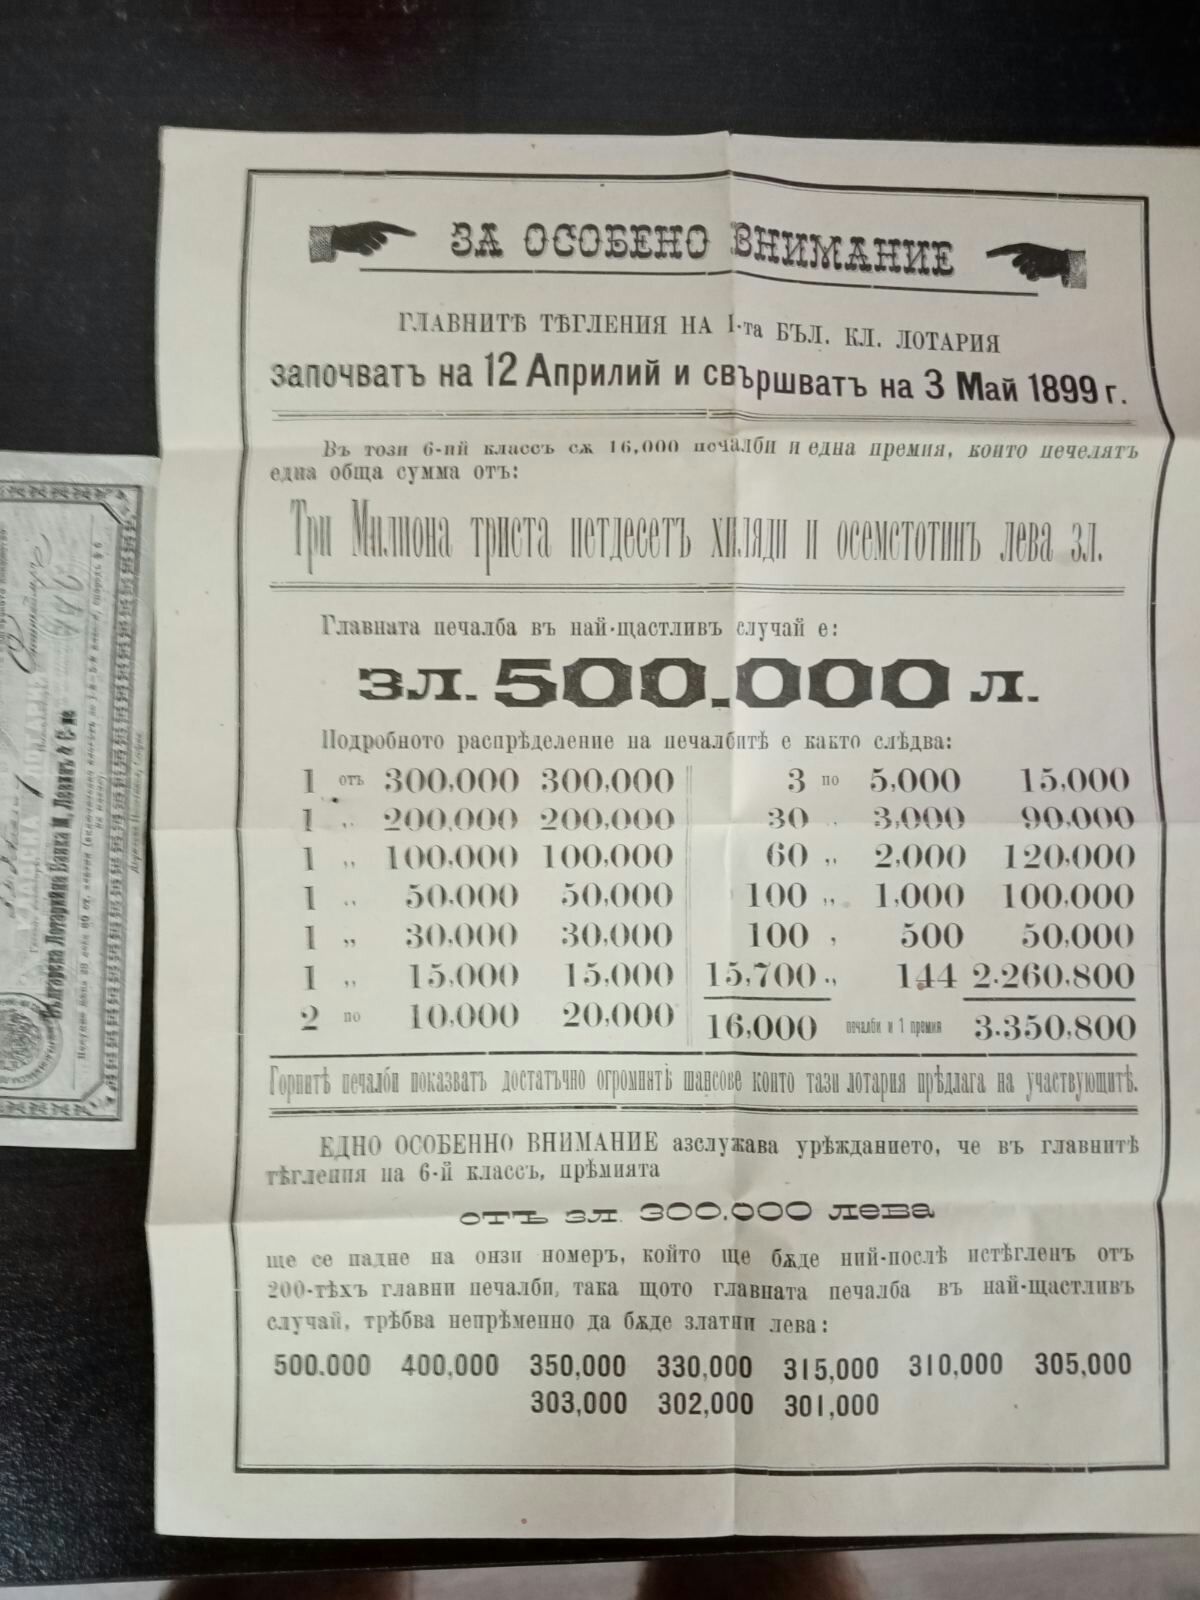 ЗА ОСОБЕНО ВНИМАНИЕ
ГЛАВНИТѢ ТѢГЛЕНИЯ НА 1-та БЪЛ. КЛ. ЛОТАРИЯ
започватъ на 12 Априлий и свършватъ на 3 Май 1899 г.
Въ този 6-ий классъ сѫ 16,000 печалби и една премия, които печелятъ
една обща сумма отъ:
Три Милиона триста петдесетъ хиляди и осемстотинъ лева зл.
Главната печалба въ най-щастливъ случай е:
зл. 500.000 л.
Подробното распрѣделение на печалбитѣ е както слѣдва:
1 отъ 300,000 300,000 3 по 5,000 15,000
1 „ 200,000 200,000 30 „ 3,000 90,000
1 „ 100,000 100,000 60 „ 2,000 120,000
1 „ 50,000 50,000 100 „ 1,000 100,000
1 „ 30,000 30,000 100 , 500 50,000
1 „ 15,000 15,000 15,700 „ 144 2.260,800
2 по 10,000 20,000 16,000 печалби и 1 премия 3.350,800
Горнитѣ печалби показватъ достатъчно огромнитѣ шансове които тази лотария прѣдлага на участвующитѣ.
ЕДНО ОСОБЕННО ВНИМАНИЕ азслужава урѣжданието, че въ главнитѣ
тѣгления на 6-й классъ, прѣмията
отъ зл. 300.000 лева
ще се падне на онзи номеръ, който ще бѫде ний-послѣ истѣгленъ отъ
200-тѣхъ главни печалби, така щото главната печалба въ най-щастливъ
случай, трѣбва непрѣменно да бѫде златни лева:
500.000 400,000 350,000 330,000 315,000 310,000 305,000
303,000 302,000 301,000
Българска Лотарийна Банка М. Левинъ & С-ие